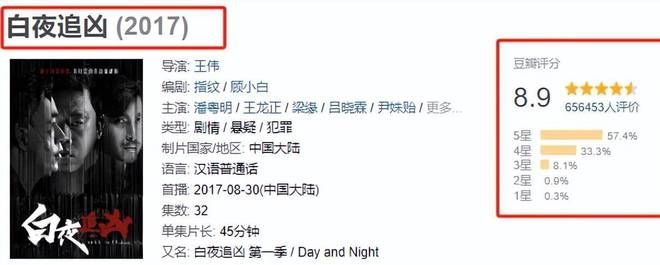 白夜追凶 (2017)
白夜追凶
导演: 王伟
编剧: 指纹 / 顾小白
主演: 潘粤明 / 王龙正 / 梁缘 / 吕晓霖 / 尹姝贻 / 更多...
类型: 剧情 / 悬疑 / 犯罪
制片国家/地区: 中国大陆
语言: 汉语普通话
首播: 2017-08-30(中国大陆)
集数: 32
单集片长: 45分钟
又名: 白夜追凶 第一季 / Day and Night
豆瓣评分
8.9
656453人评价
5星 57.4%
4星 33.3%
3星 8.1%
2星 0.9%
1星 0.3%